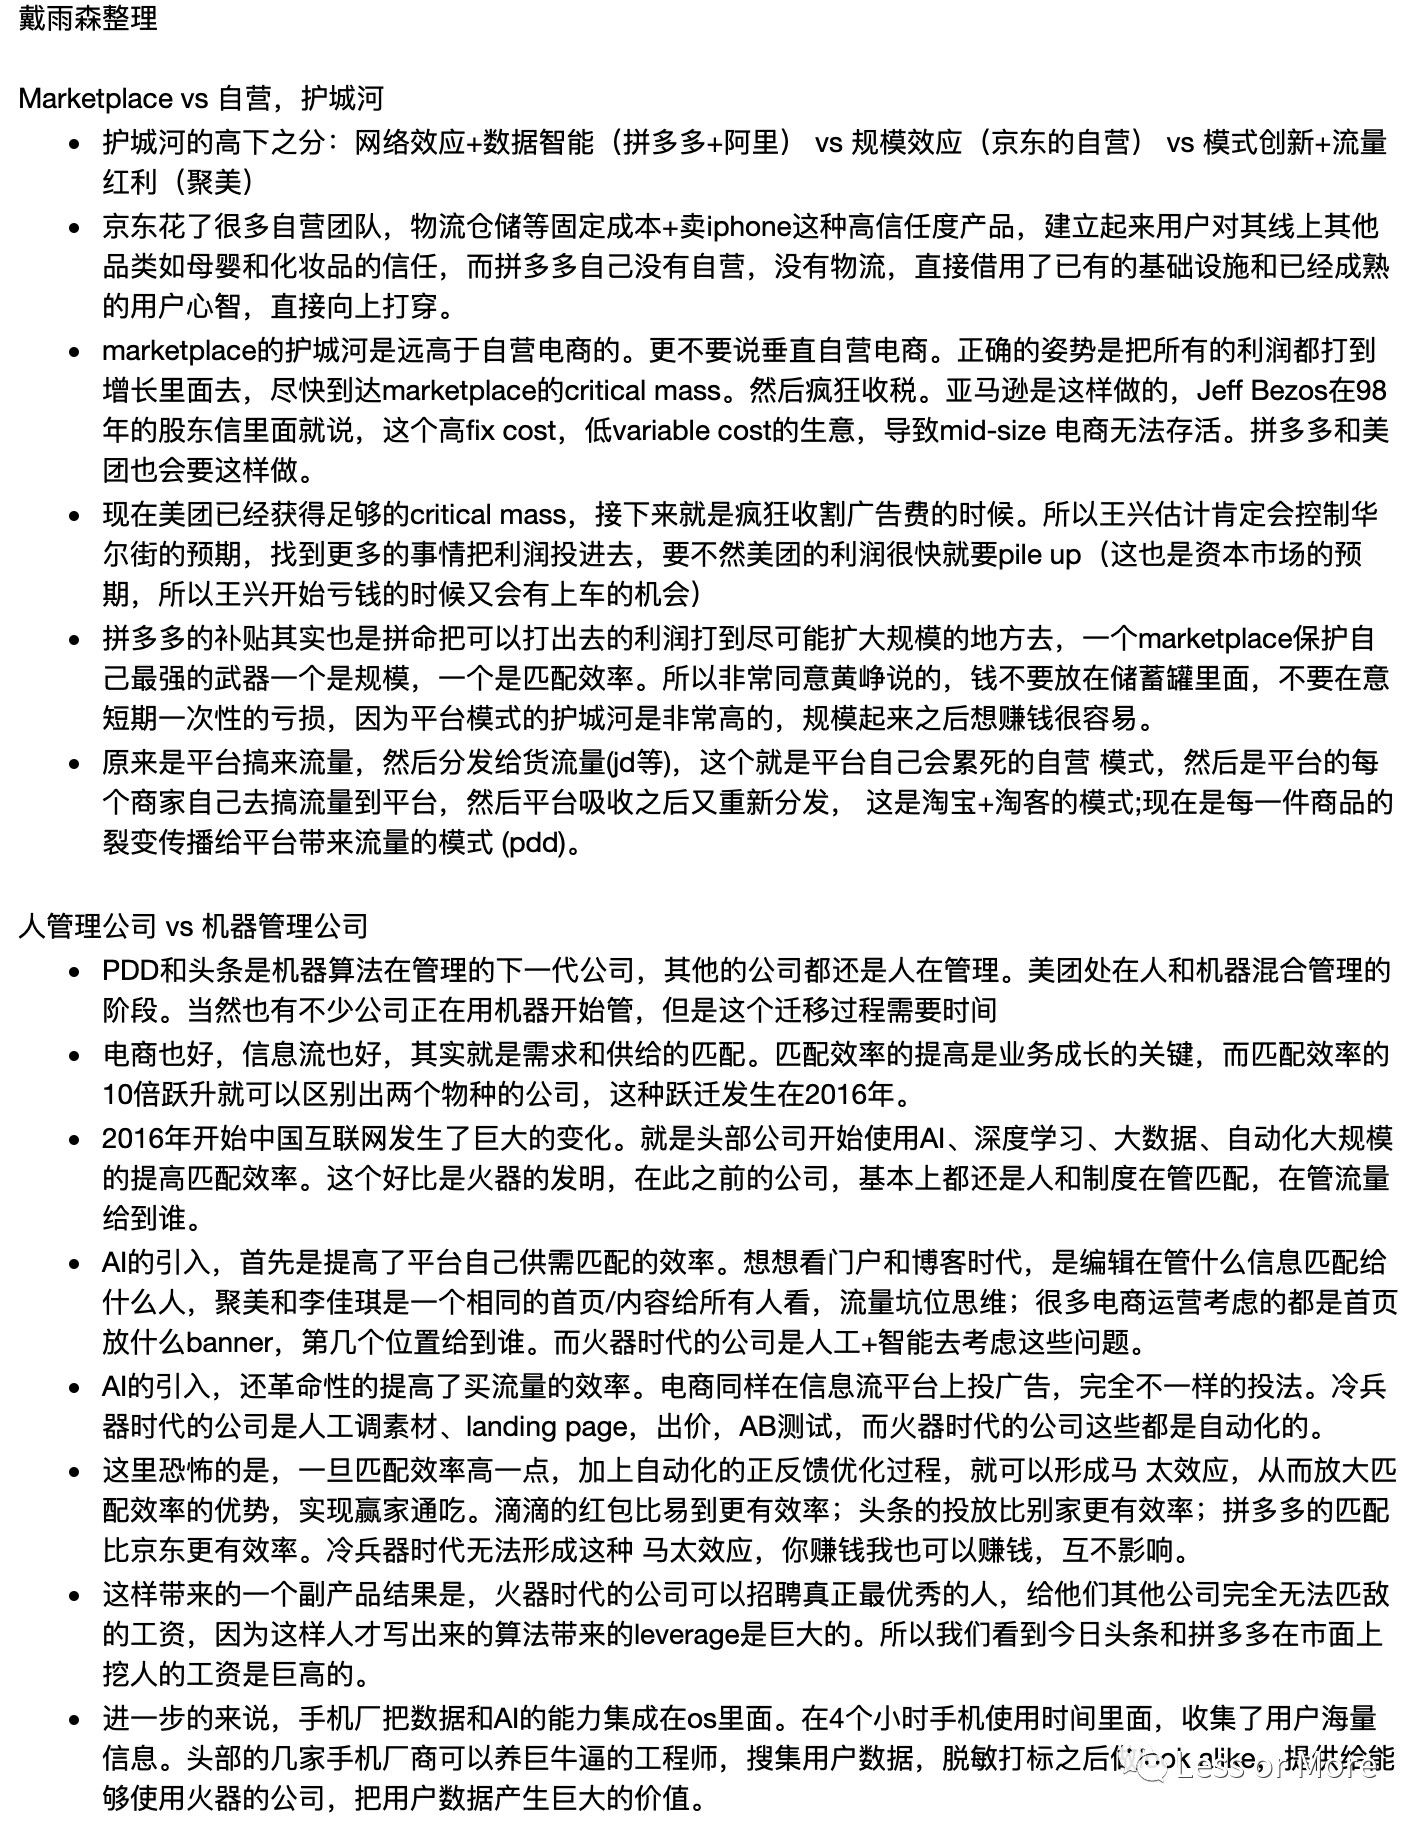 戴雨森整理
Marketplace vs 自营，护城河
• 护城河的高下之分：网络效应+数据智能（拼多多+阿里） vs 规模效应（京东的自营） vs 模式创新+流量
红利（聚美）
• 京东花了很多自营团队，物流仓储等固定成本+卖iphone这种高信任度产品，建立起来用户对其线上其他
品类如母婴和化妆品的信任，而拼多多自己没有自营，没有物流，直接借用了已有的基础设施和已经成熟
的用户心智，直接向上打穿。
• marketplace的护城河是远高于自营电商的。更不要说垂直自营电商。正确的姿势是把所有的利润都打到
增长里面去，尽快到达marketplace的critical mass。然后疯狂收税。亚马逊是这样做的，Jeff Bezos在98
年的股东信里面就说，这个高fix cost，低variable cost的生意，导致mid-size 电商无法存活。拼多多和美
团也会要这样做。
• 现在美团已经获得足够的critical mass，接下来就是疯狂收割广告费的时候。所以王兴估计肯定会控制华
尔街的预期，找到更多的事情把利润投进去，要不然美团的利润很快就要pile up（这也是资本市场的预
期，所以王兴开始亏钱的时候又会有上车的机会）
• 拼多多的补贴其实也是拼命把可以打出去的利润打到尽可能扩大规模的地方去，一个marketplace保护自
己最强的武器一个是规模，一个是匹配效率。所以非常同意黄峥说的，钱不要放在储蓄罐里面，不要在意
短期一次性的亏损，因为平台模式的护城河是非常高的，规模起来之后想赚钱很容易。
• 原来是平台搞来流量，然后分发给货流量(jd等)，这个就是平台自己会累死的自营 模式，然后是平台的每
个商家自己去搞流量到平台，然后平台吸收之后又重新分发， 这是淘宝+淘客的模式;现在是每一件商品的
裂变传播给平台带来流量的模式 (pdd)。
人管理公司 vs 机器管理公司
• PDD和头条是机器算法在管理的下一代公司，其他的公司都还是人在管理。美团处在人和机器混合管理的
阶段。当然也有不少公司正在用机器开始管，但是这个迁移过程需要时间
• 电商也好，信息流也好，其实就是需求和供给的匹配。匹配效率的提高是业务成长的关键，而匹配效率的
10倍跃升就可以区别出两个物种的公司，这种跃迁发生在2016年。
• 2016年开始中国互联网发生了巨大的变化。就是头部公司开始使用AI、深度学习、大数据、自动化大规模
的提高匹配效率。这个好比是火器的发明，在此之前的公司，基本上都还是人和制度在管匹配，在管流量
给到谁。
• AI的引入，首先是提高了平台自己供需匹配的效率。想想看门户和博客时代，是编辑在管什么信息匹配给
什么人，聚美和李佳琪是一个相同的首页/内容给所有人看，流量坑位思维；很多电商运营考虑的都是首页
放什么banner，第几个位置给到谁。而火器时代的公司是人工+智能去考虑这些问题。
• AI的引入，还革命性的提高了买流量的效率。电商同样在信息流平台上投广告，完全不一样的投法。冷兵
器时代的公司是人工调素材、landing page，出价，AB测试，而火器时代的公司这些都是自动化的。
• 这里恐怖的是，一旦匹配效率高一点，加上自动化的正反馈优化过程，就可以形成马 太效应，从而放大匹
配效率的优势，实现赢家通吃。滴滴的红包比易到更有效率；头条的投放比别家更有效率；拼多多的匹配
比京东更有效率。冷兵器时代无法形成这种 马太效应，你赚钱我也可以赚钱，互不影响。
• 这样带来的一个副产品结果是，火器时代的公司可以招聘真正最优秀的人，给他们其他公司完全无法匹敌
的工资，因为这样人才写出来的算法带来的leverage是巨大的。所以我们看到今日头条和拼多多在市面上
挖人的工资是巨高的。
• 进一步的来说，手机厂把数据和AI的能力集成在os里面。在4个小时手机使用时间里面，收集了用户海量
信息。头部的几家手机厂商可以养巨牛逼的工程师，搜集用户数据，脱敏打标之后做look alike，提供给能
够使用火器的公司，把用户数据产生巨大的价值。
Less or More